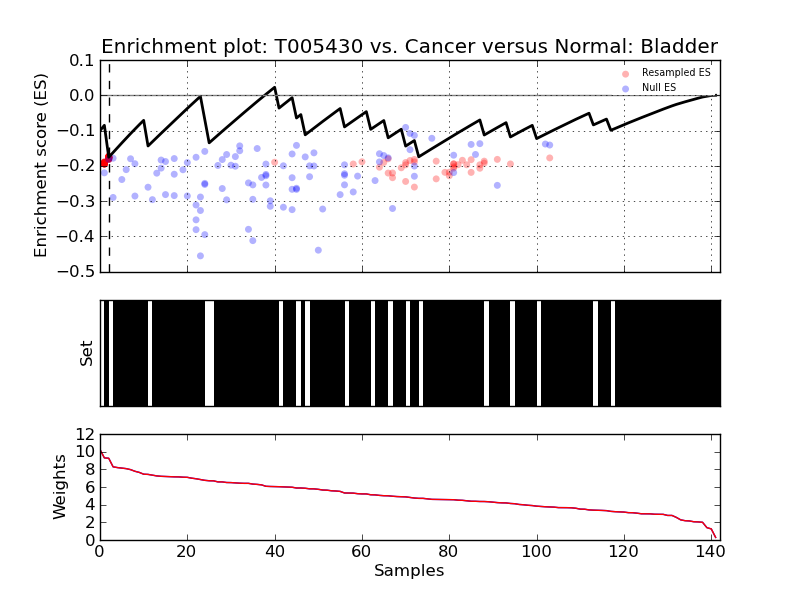 Enrichment plot: T005430 vs. Cancer versus Normal: Bladder
0.1
0.0
−0.1
−0.2
−0.3
−0.4
−0.5
Enrichment score (ES)
Resampled ES
Null ES
Set
12
10
8
6
4
2
0
Weights
0 20 40 60 80 100 120 140
Samples